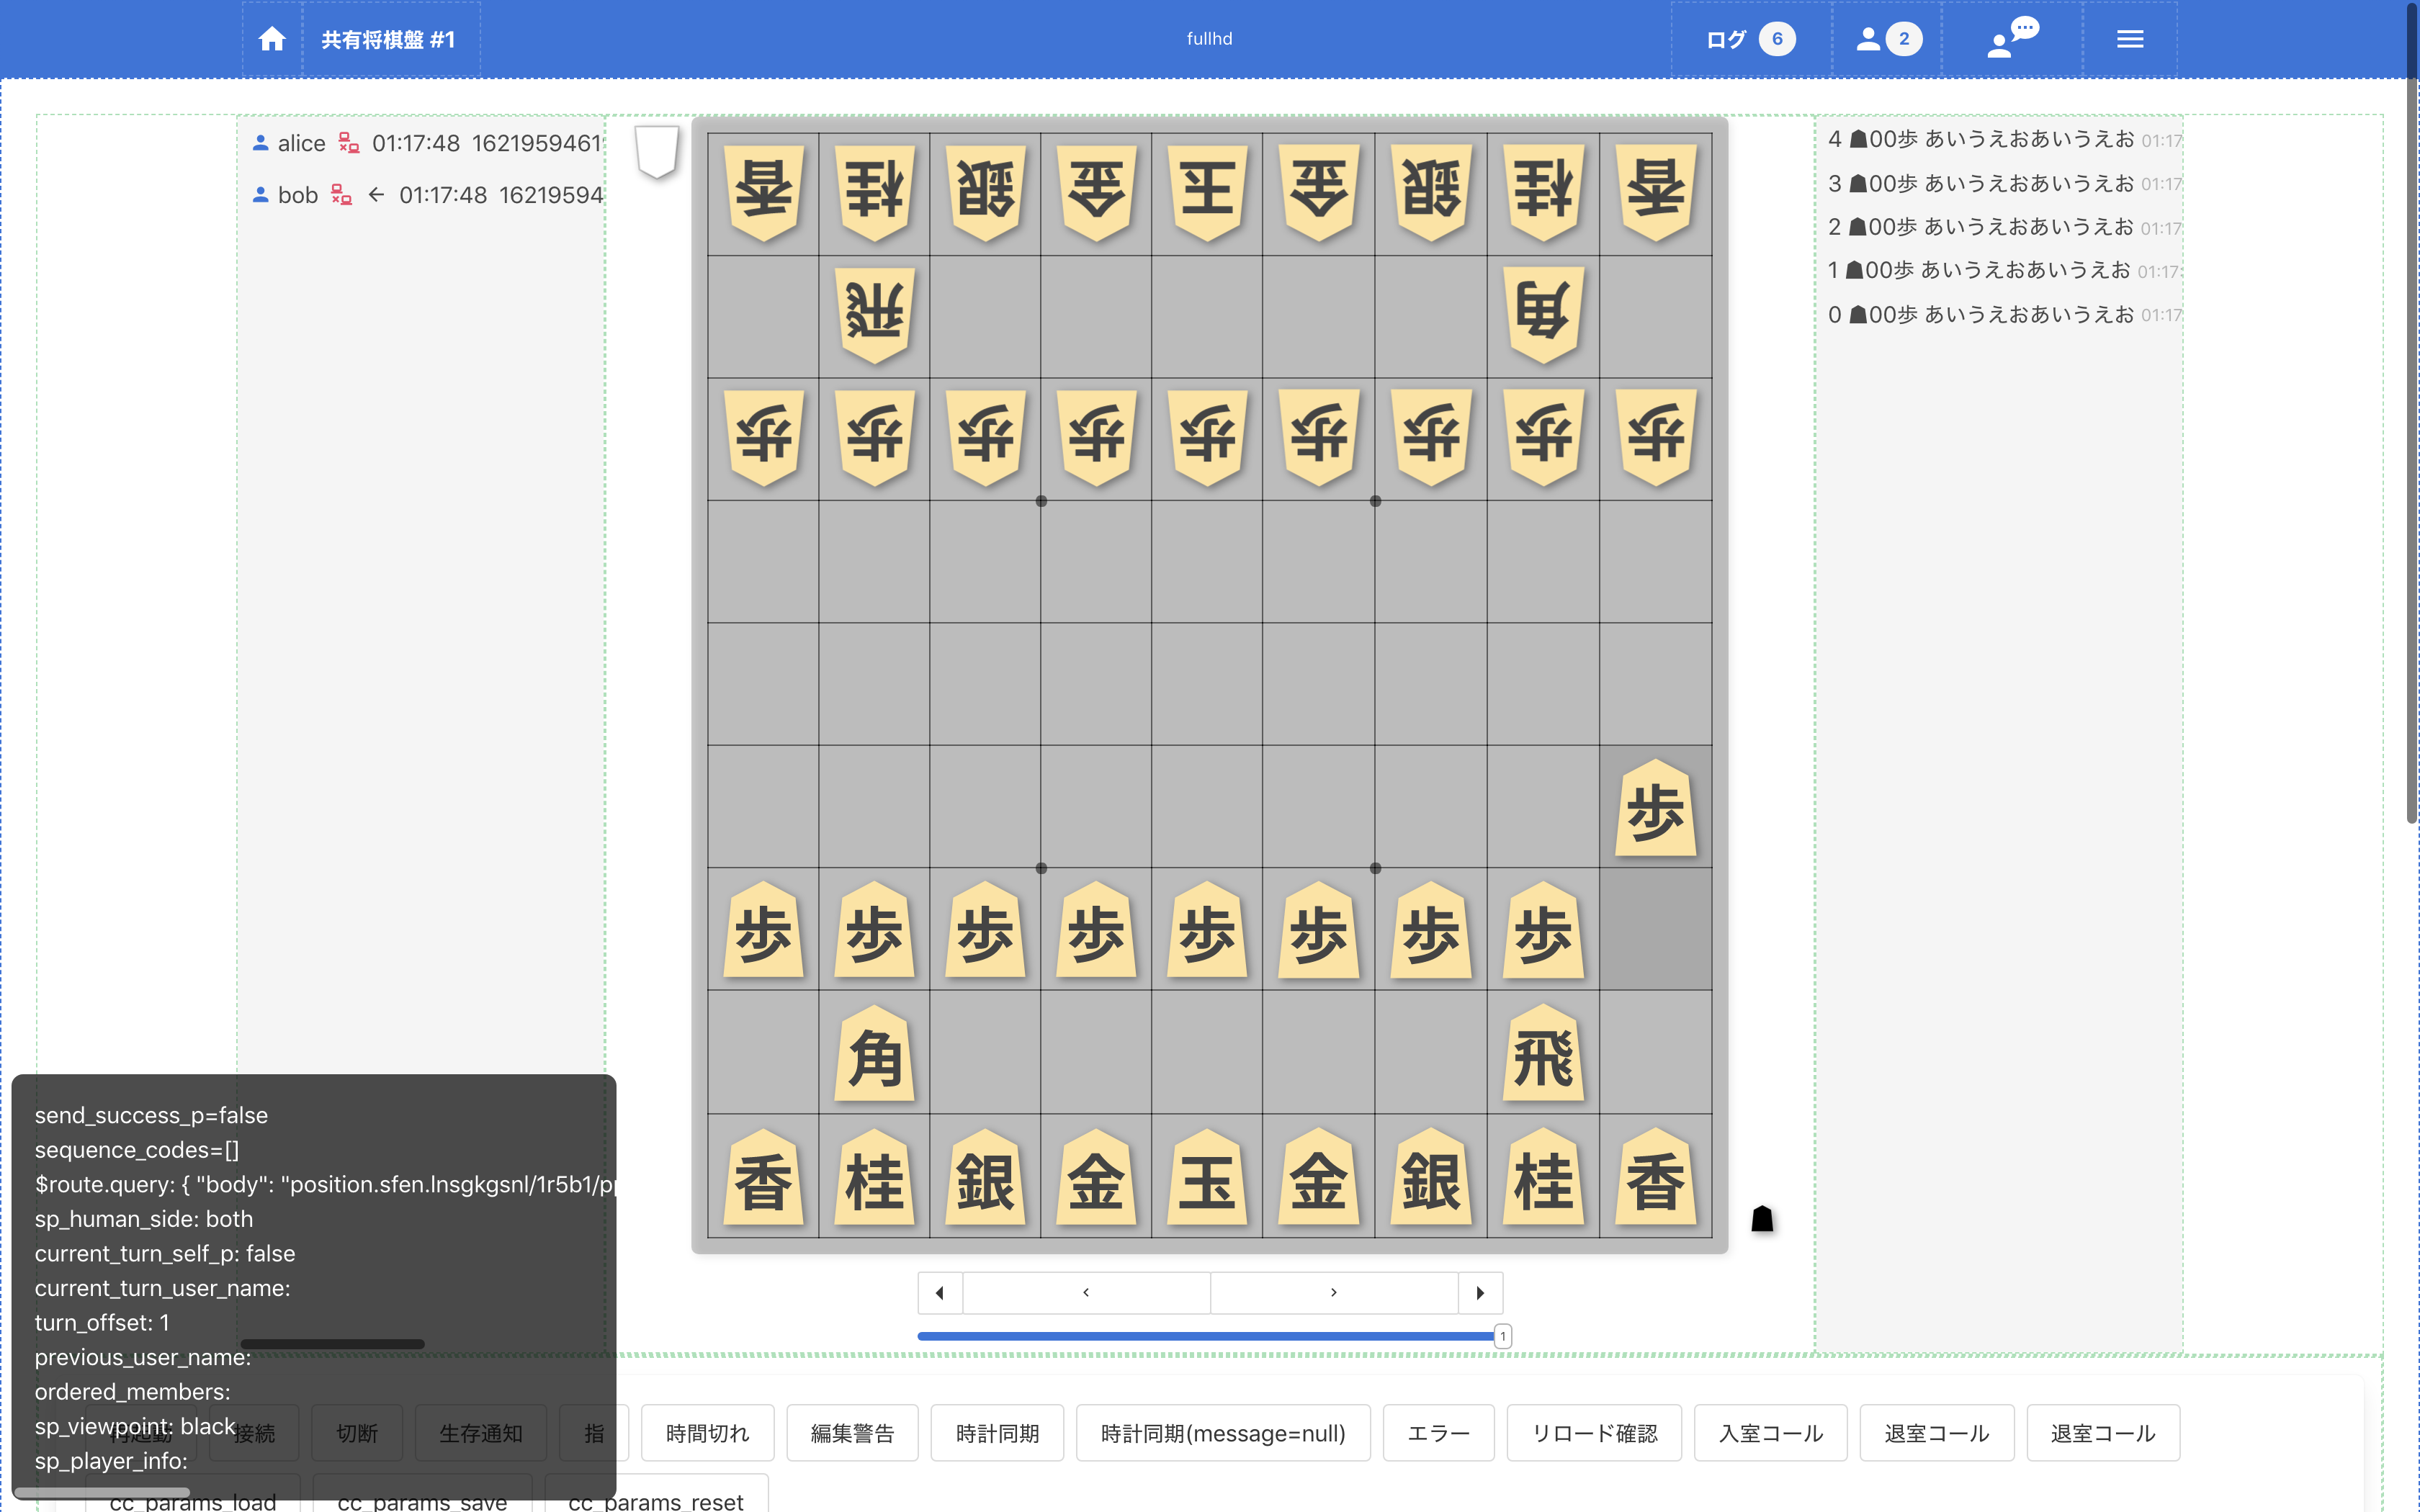 共有将棋盤 #1
fullhd
ログ 6
2
alice 01:17:48 1621959461
bob ← 01:17:48 16219594
香 桂 銀 金 玉 金 銀 桂 香
飛 角
歩 歩 歩 歩 歩 歩 歩 歩 歩
歩
歩 歩 歩 歩 歩 歩 歩 歩
角 飛
香 桂 銀 金 玉 金 銀 桂 香
4 ☗00歩 あいうえおあいうえお 01:17
3 ☗00歩 あいうえおあいうえお 01:17
2 ☗00歩 あいうえおあいうえお 01:17
1 ☗00歩 あいうえおあいうえお 01:17:
0 ☗00歩 あいうえおあいうえお 01:17
1
send_success_p=false
sequence_codes=[]
$route.query: { "body": "position.sfen.lnsgkgsnl/1r5b1/pp
sp_human_side: both
current_turn_self_p: false
current_turn_user_name:
turn_offset: 1
previous_user_name:
ordered_members:
sp_viewpoint: black
sp_player_info:
再起動 接続 切断 生存通知 指 時間切れ 編集警告 時計同期 時計同期(message=null) エラー リロード確認 入室コール 退室コール 退室コール
cc_params_load cc_params_save cc_params_reset